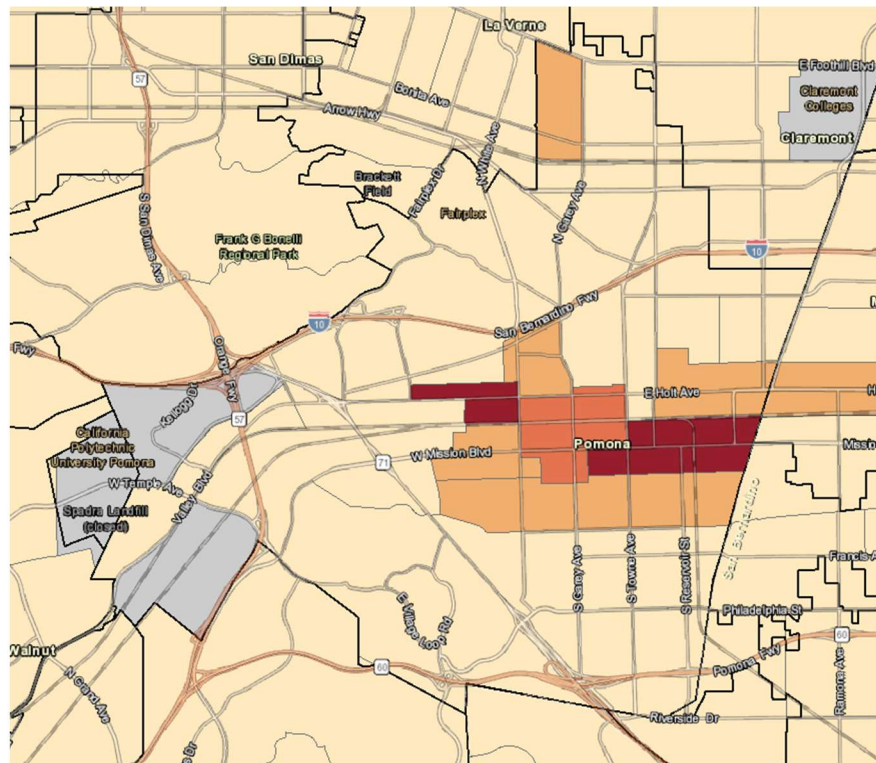 La Verne
San Dimas
57
E Foothill Blvd
Bonita Ave
Claremont
Colleges
Arrow Hwy
Claremont
N White Ave
Brackett
Field
Fairplex Dr
S San Dimas Ave
Fairplex
N Garey Ave
Frank G Bonelli
Regional Park
10
10
San Bernardino Fwy
Fwy
Orange Fwy
Kellogg Dr
E Holt Ave
H
57
California
Polytechnic
University Pomona
Pomona
W Mission Blvd
Missio
71
W Temple Ave
Valley Blvd
Spadra Landfill
(closed)
San Bernardino
Francis A
S Garey Ave
S Towne Ave
S Reservoir St
E Village Loop Rd
Philadelphia St
60
Walnut
60
Pomona Fwy
N Grand Ave
Ramona Ave
Riverside Dr
e Dr